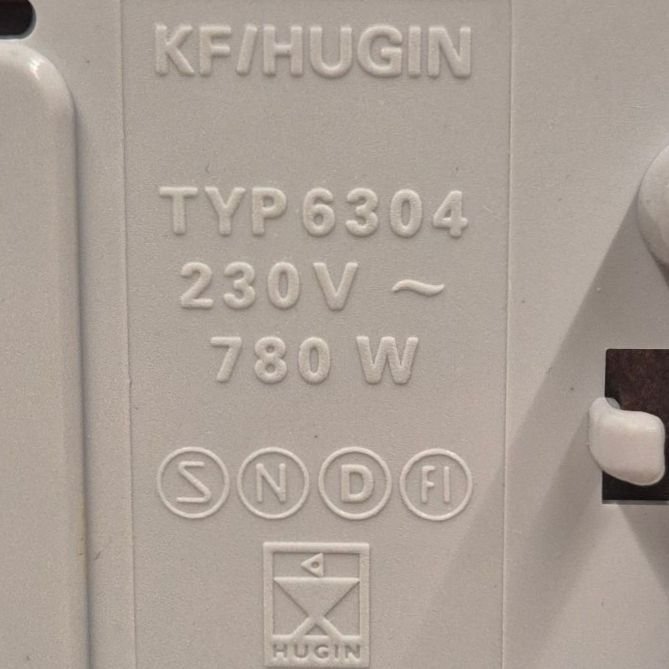 KF/HUGIN
TYP 6304
230V ~
780 W
S N D FI
HUGIN